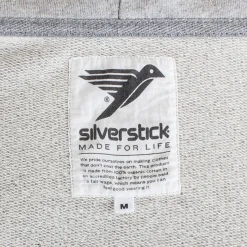 ®
silverstick®
MADE FOR LIFE
We pride ourselves on making clothes
that don't cost the earth. This product
is made from 100% organic cotton in
an accredited factory by people made
a fair wage, which means you can
feel good wearing it.
M